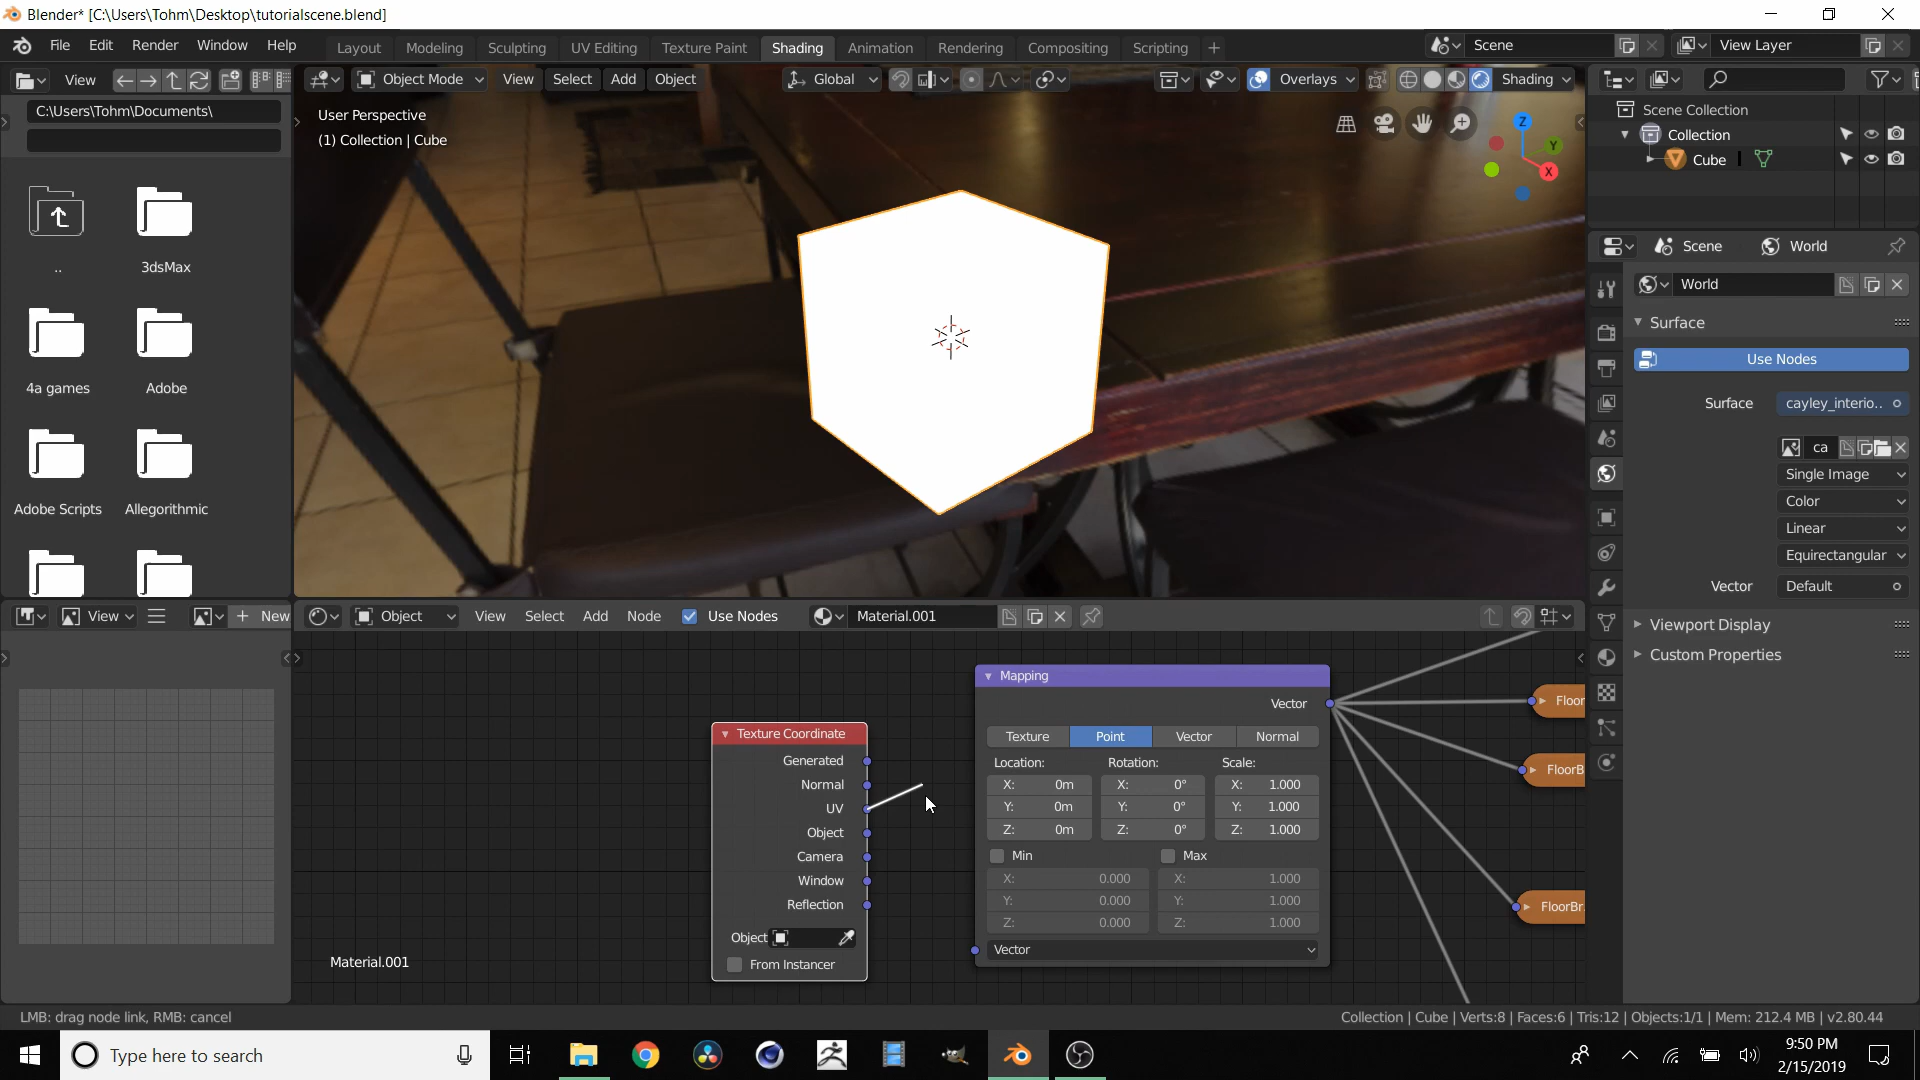 Blender* [C:\Users\Tohm\Desktop\tutorialscene.blend]
File Edit Render Window Help Layout Modeling Sculpting UV Editing Texture Paint Shading Animation Rendering Compositing Scripting + Scene View Layer
View Object Mode View Select Add Object Global Overlays Shading
C:\Users\Tohm\Documents\
User Perspective
(1) Collection | Cube
Z
Y
X
Scene Collection
Collection
Cube
..
3dsMax
4a games
Adobe
Adobe Scripts
Allegorithmic
Scene World
World
Surface
Use Nodes
Surface cayley_interio..
ca
Single Image
Color
Linear
Equirectangular
Vector Default
Viewport Display
Custom Properties
View + New
Object View Select Add Node Use Nodes Material.001
Texture Coordinate
Generated
Normal
UV
Object
Camera
Window
Reflection
Object
From Instancer
Mapping
Vector
Texture Point Vector Normal
Location: Rotation: Scale:
X: 0m X: 0° X: 1.000
Y: 0m Y: 0° Y: 1.000
Z: 0m Z: 0° Z: 1.000
Min Max
X: 0.000 X: 1.000
Y: 0.000 Y: 1.000
Z: 0.000 Z: 1.000
Vector
Floor
FloorB
FloorBr
Material.001
LMB: drag node link, RMB: cancel
Collection | Cube | Verts:8 | Faces:6 | Tris:12 | Objects:1/1 | Mem: 212.4 MB | v2.80.44
Type here to search
9:50 PM
2/15/2019